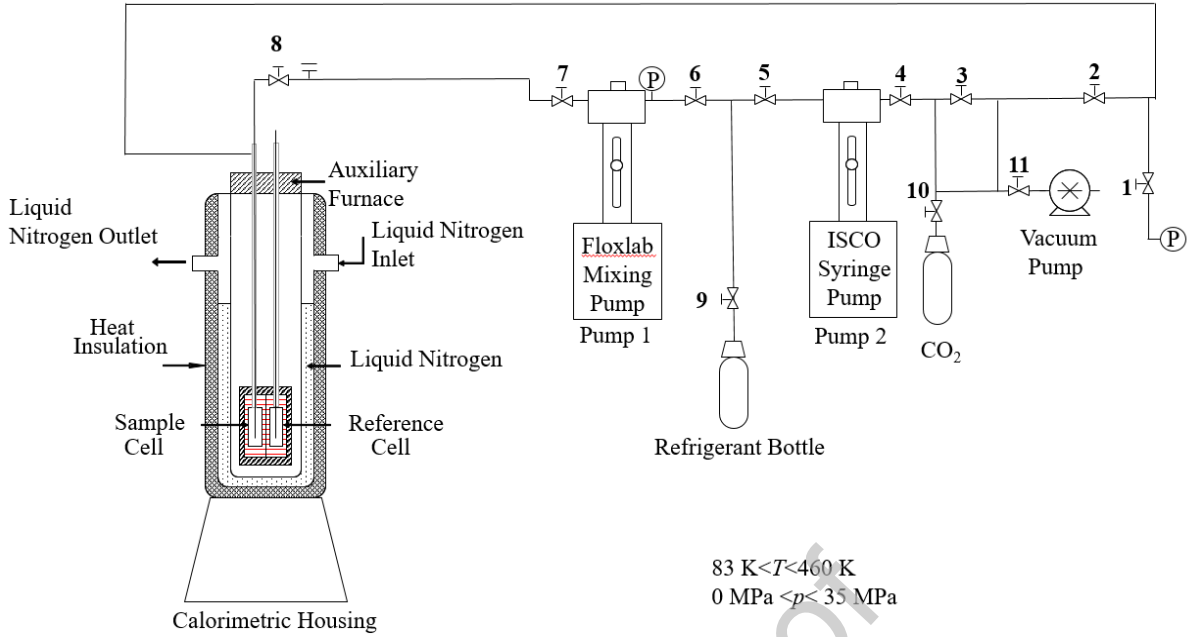 8
7
P
6
5
4
3
2
11
1
10
P
Auxiliary
Furnace
Liquid
Nitrogen Outlet
Liquid Nitrogen
Inlet
Floxlab
Mixing
Pump
Pump 1
ISCO
Syringe
Pump
Pump 2
Vacuum
Pump
CO₂
9
Heat
Insulation
Liquid Nitrogen
Sample
Cell
Reference
Cell
Refrigerant Bottle
83 K<T<460 K
0 MPa <p< 35 MPa
Calorimetric Housing
of